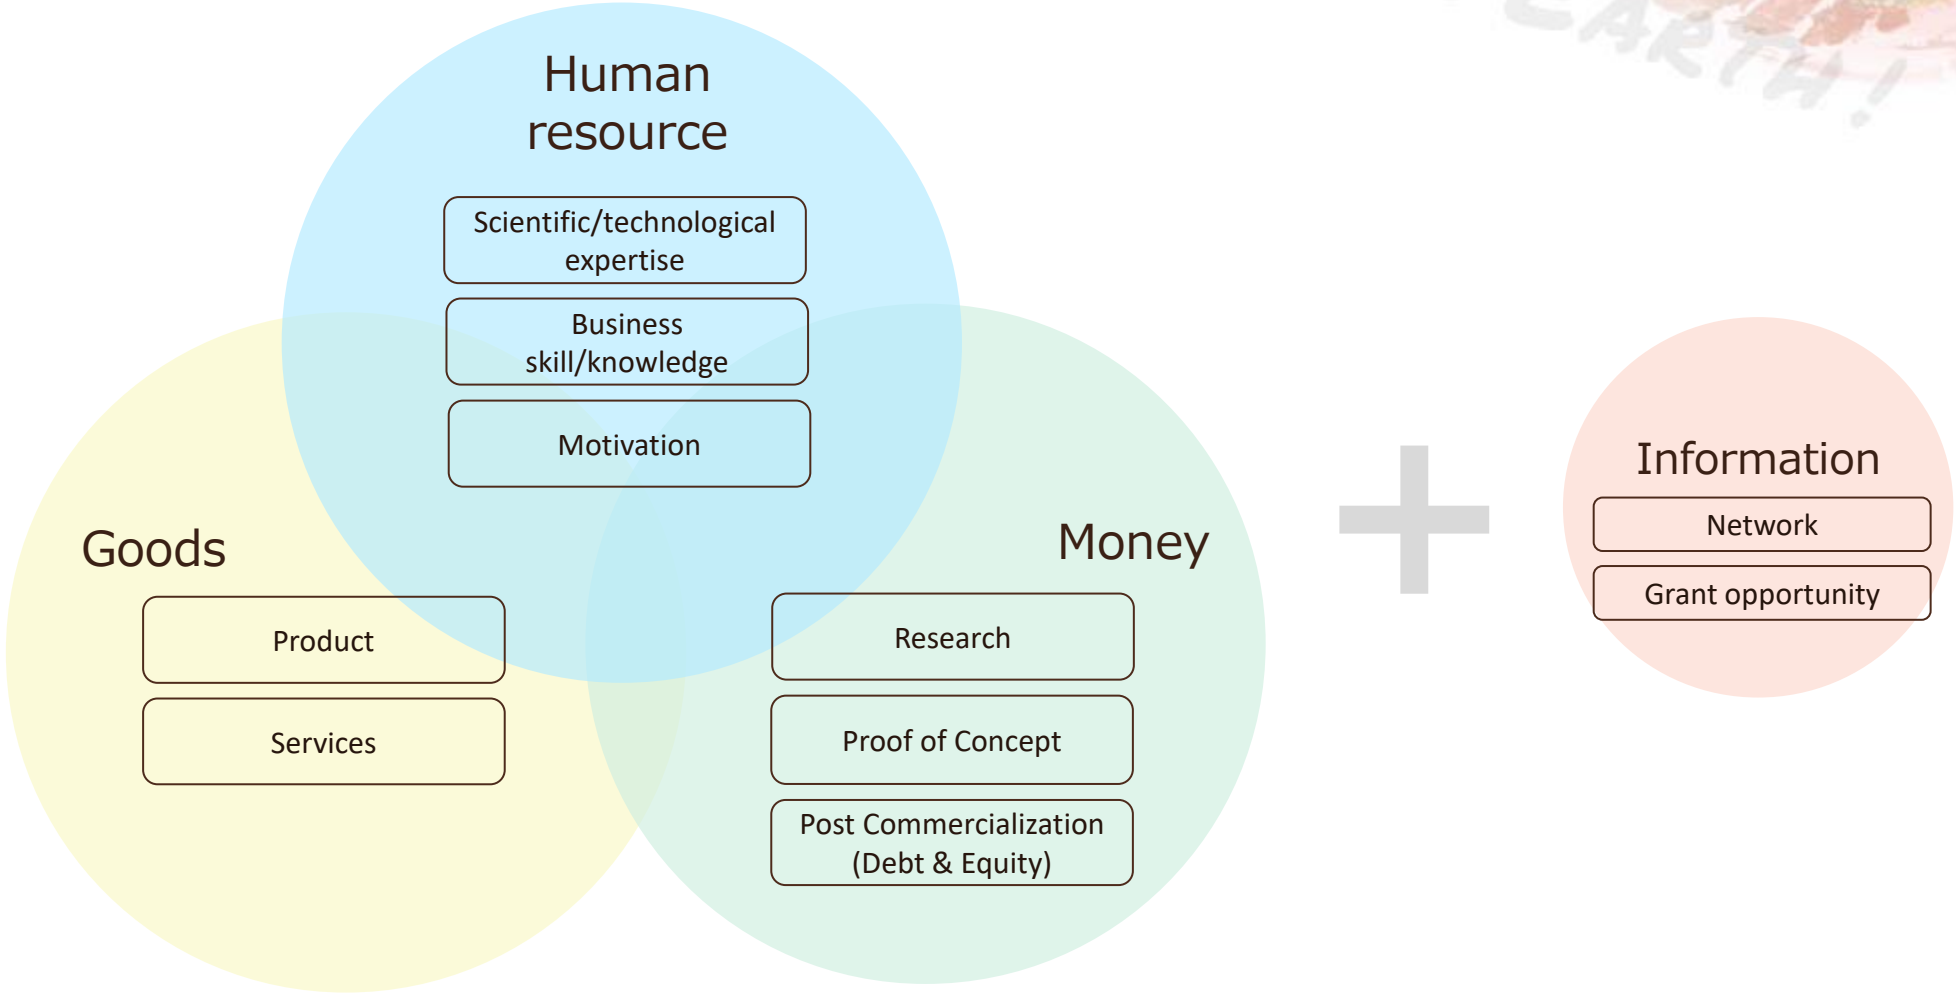 EARTH!
Human
resource
Scientific/technological
expertise
Business
skill/knowledge
Motivation
Goods
Product
Services
Money
Research
Proof of Concept
Post Commercialization
(Debt & Equity)
+
Information
Network
Grant opportunity